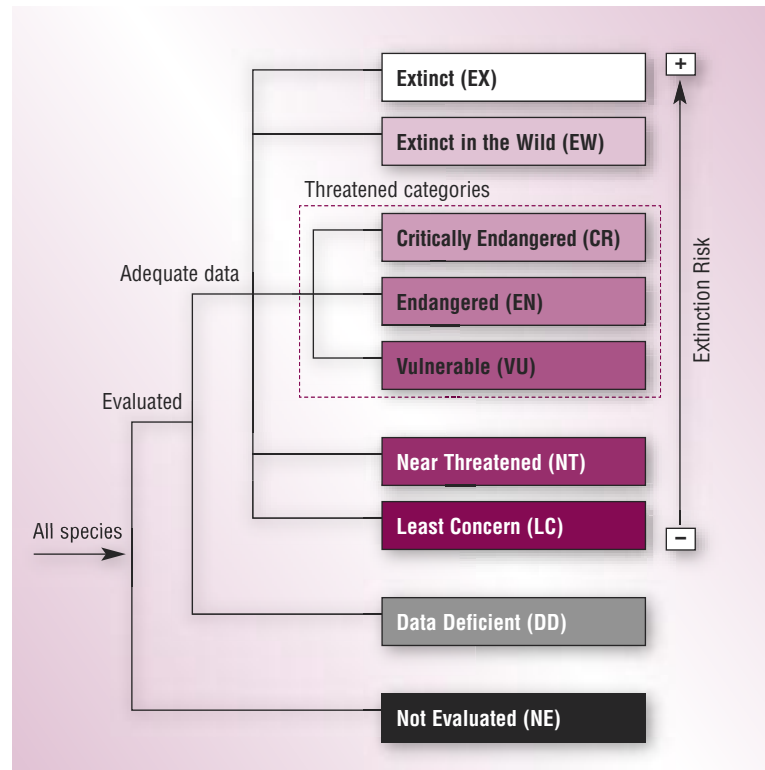 Extinct (EX)
+
Extinct in the Wild (EW)
Threatened categories
Critically Endangered (CR)
Adequate data
Endangered (EN)
Extinction Risk
Vulnerable (VU)
Evaluated
Near Threatened (NT)
Least Concern (LC)
All species
−
Data Deficient (DD)
Not Evaluated (NE)